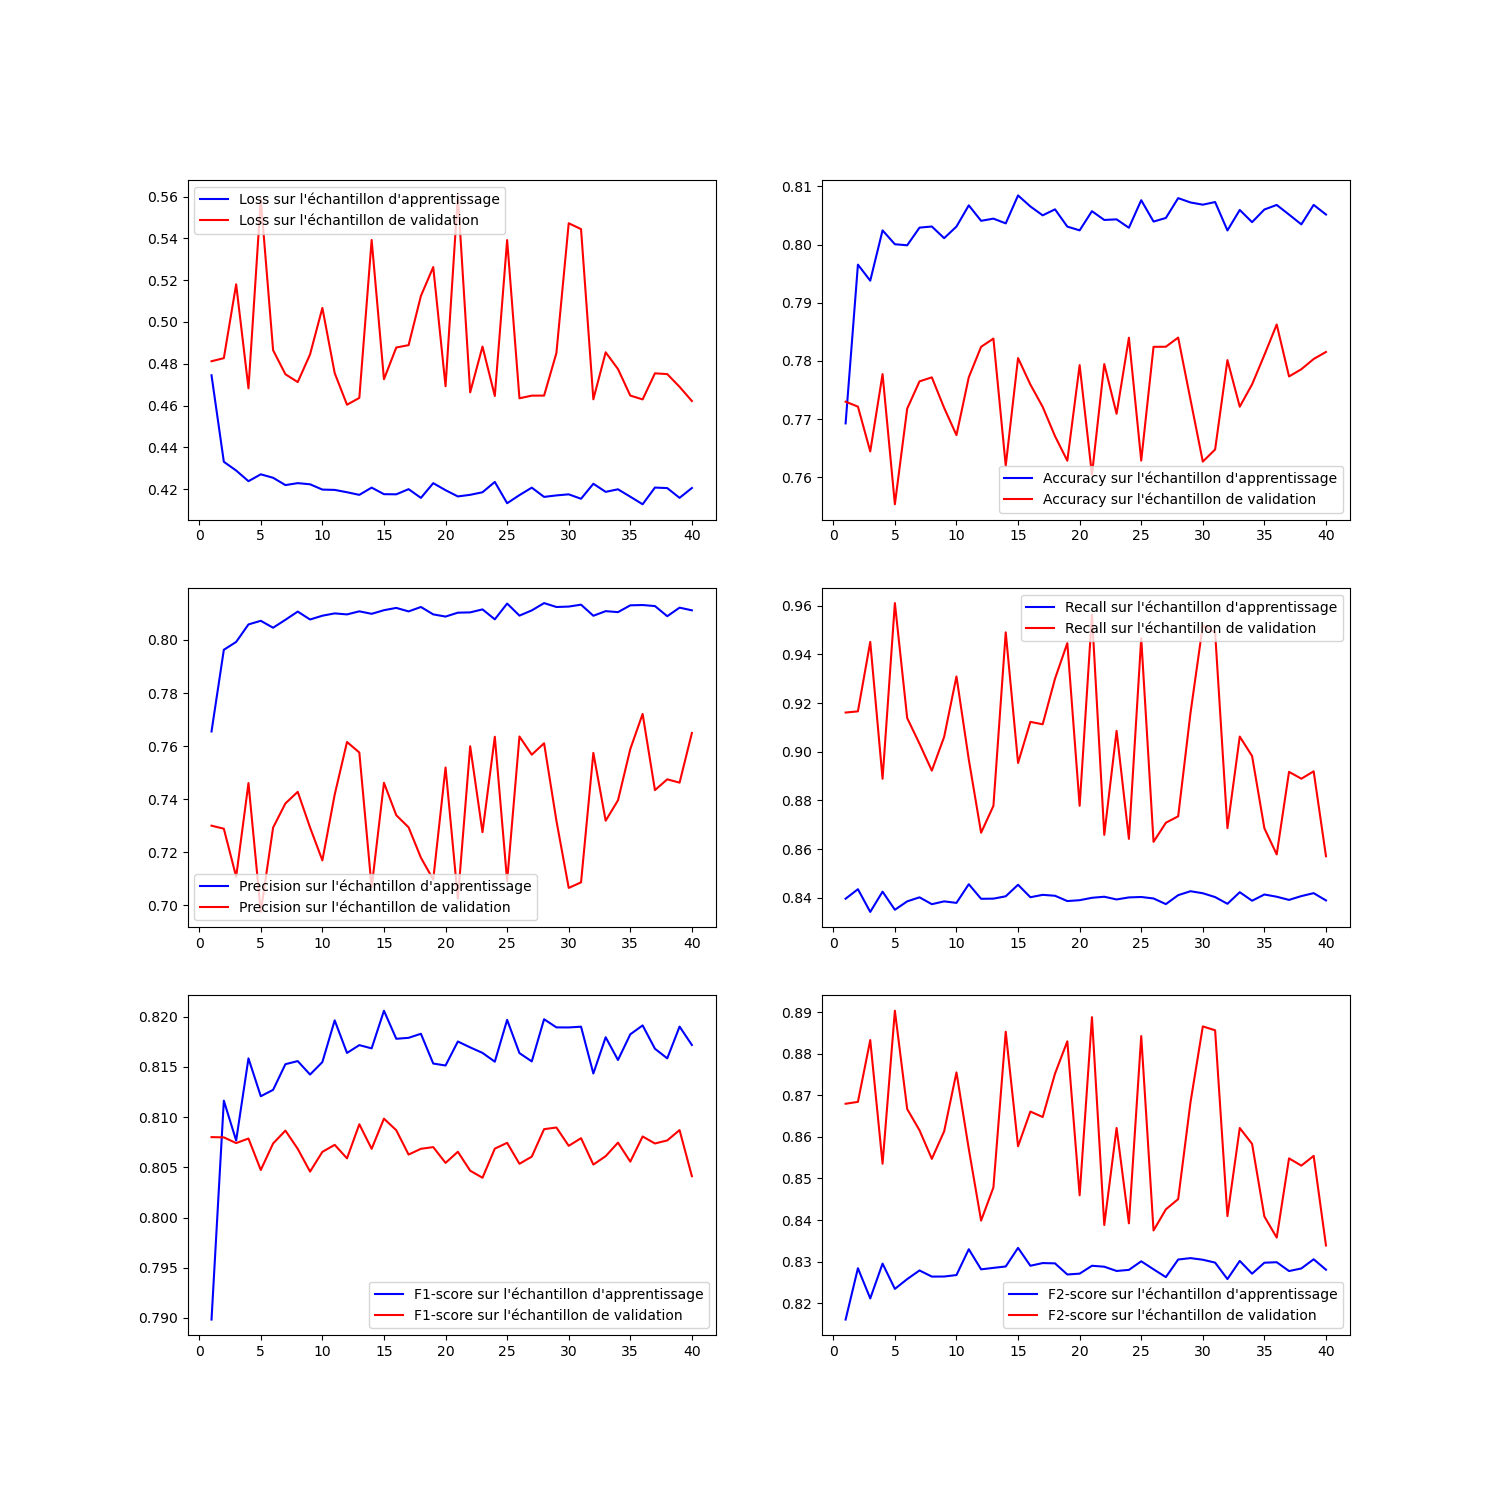 0.56
0.54
0.52
0.50
0.48
0.46
0.44
0.42
Loss sur l'échantillon d'apprentissage
Loss sur l'échantillon de validation
0 5 10 15 20 25 30 35 40
0.81
0.80
0.79
0.78
0.77
0.76
Accuracy sur l'échantillon d'apprentissage
Accuracy sur l'échantillon de validation
0 5 10 15 20 25 30 35 40
0.80
0.78
0.76
0.74
0.72
0.70
Precision sur l'échantillon d'apprentissage
Precision sur l'échantillon de validation
0 5 10 15 20 25 30 35 40
0.96
0.94
0.92
0.90
0.88
0.86
0.84
Recall sur l'échantillon d'apprentissage
Recall sur l'échantillon de validation
0 5 10 15 20 25 30 35 40
0.820
0.815
0.810
0.805
0.800
0.795
0.790
F1-score sur l'échantillon d'apprentissage
F1-score sur l'échantillon de validation
0 5 10 15 20 25 30 35 40
0.89
0.88
0.87
0.86
0.85
0.84
0.83
0.82
F2-score sur l'échantillon d'apprentissage
F2-score sur l'échantillon de validation
0 5 10 15 20 25 30 35 40